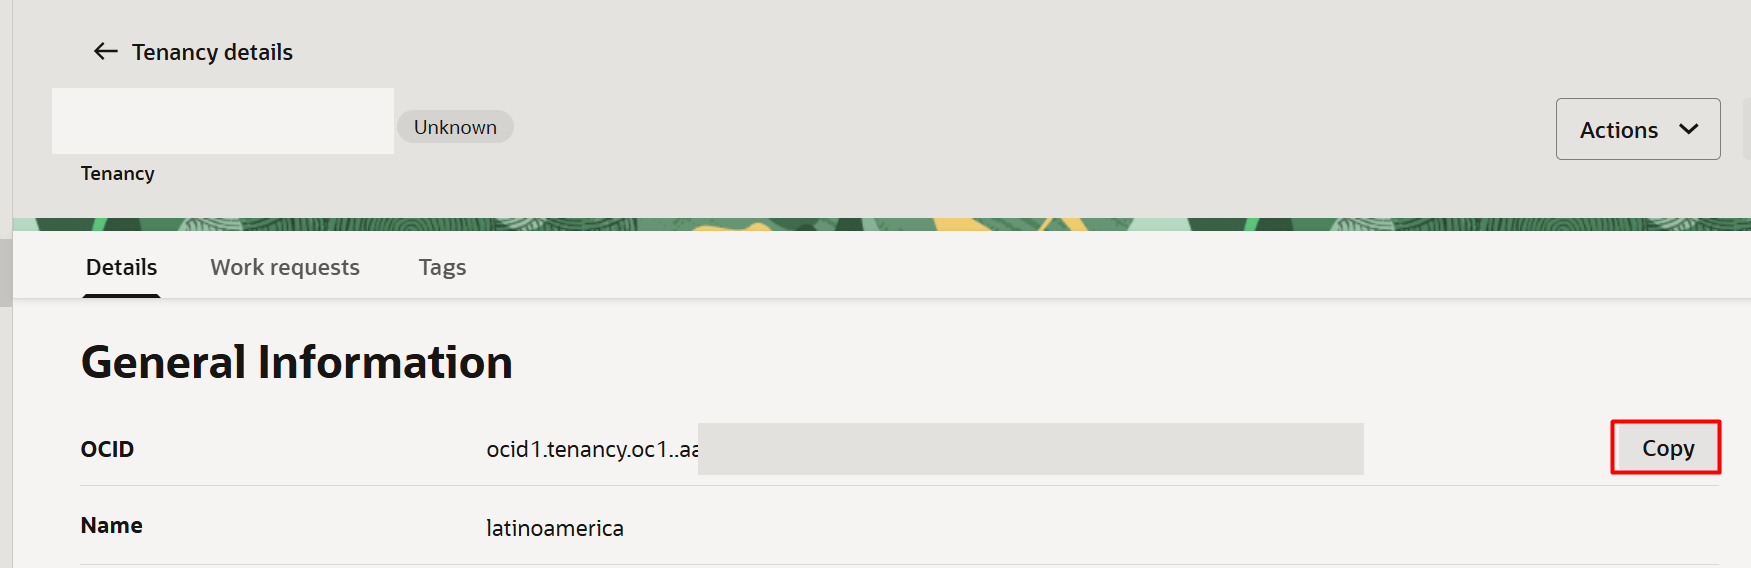 Tenancy details
Unknown
Actions
Tenancy
Details Work requests Tags
General Information
OCID ocid1.tenancy.oc1..aa Copy
Name latinoamerica